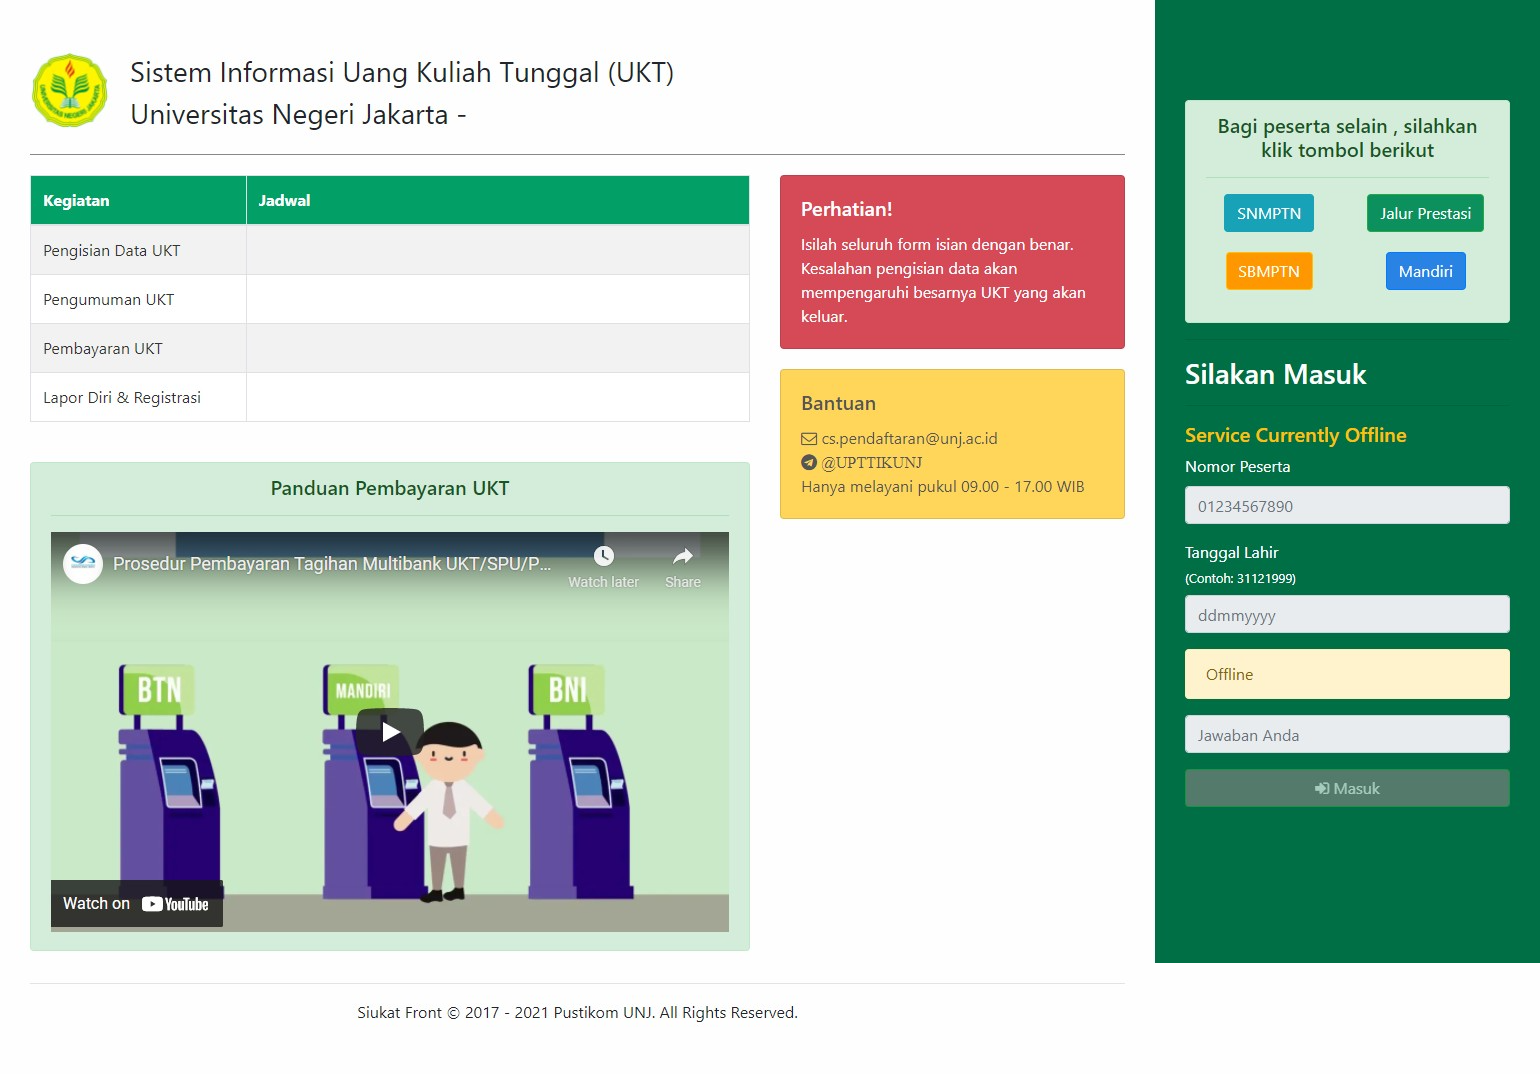 Sistem Informasi Uang Kuliah Tunggal (UKT)
Universitas Negeri Jakarta -
UNIVERSITAS NEGERI JAKARTA
Kegiatan
Jadwal
Pengisian Data UKT
Pengumuman UKT
Pembayaran UKT
Lapor Diri & Registrasi
Panduan Pembayaran UKT
Prosedur Pembayaran Tagihan Multibank UKT/SPU/P...
Watch later
Share
BTN
MANDIRI
BNI
Watch on YouTube
Perhatian!
Isilah seluruh form isian dengan benar.
Kesalahan pengisian data akan
mempengaruhi besarnya UKT yang akan
keluar.
Bantuan
cs.pendaftaran@unj.ac.id
@UPTTIKUNJ
Hanya melayani pukul 09.00 - 17.00 WIB
Bagi peserta selain , silahkan
klik tombol berikut
SNMPTN
Jalur Prestasi
SBMPTN
Mandiri
Silakan Masuk
Service Currently Offline
Nomor Peserta
01234567890
Tanggal Lahir
(Contoh: 31121999)
ddmmyyyy
Offline
Jawaban Anda
Masuk
Siukat Front © 2017 - 2021 Pustikom UNJ. All Rights Reserved.